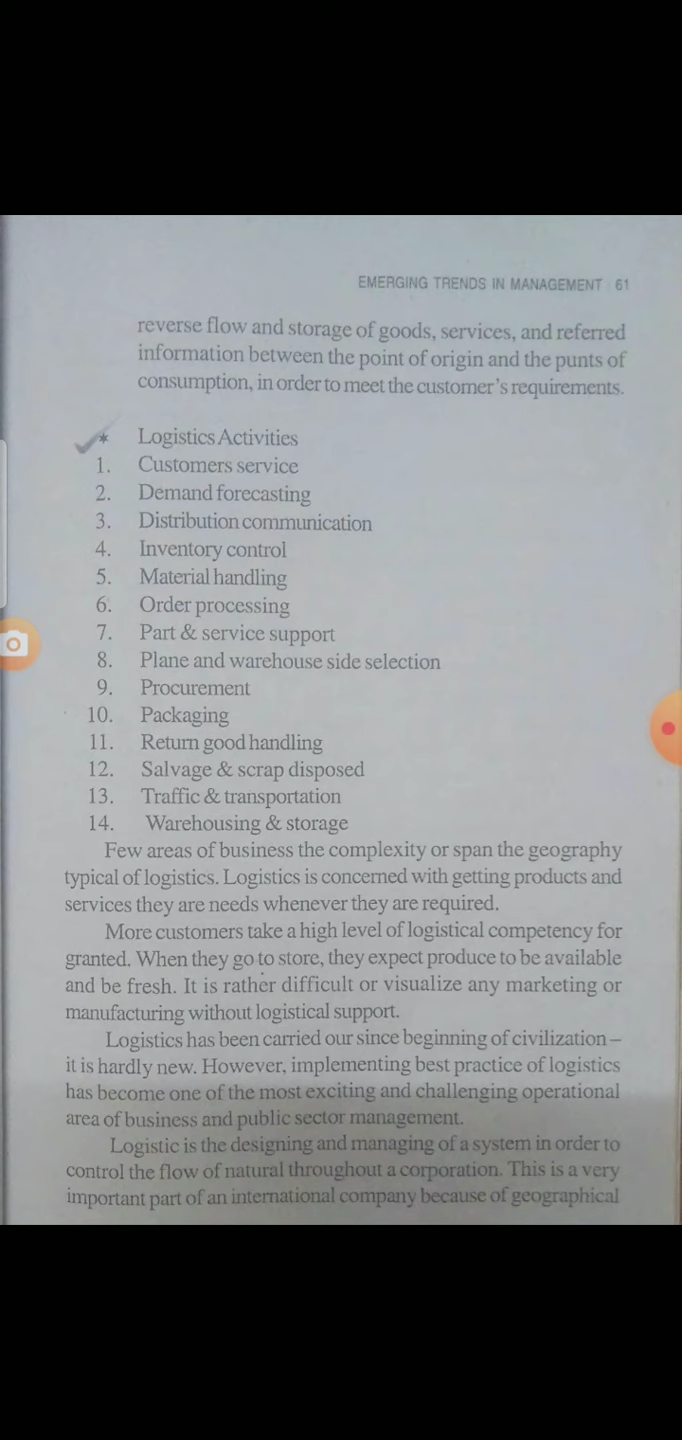 EMERGING TRENDS IN MANAGEMENT 61
reverse flow and storage of goods, services, and referred
information between the point of origin and the punts of
consumption, in order to meet the customer's requirements.
* Logistics Activities
1. Customers service
2. Demand forecasting
3. Distribution communication
4. Inventory control
5. Material handling
6. Order processing
7. Part & service support
8. Plane and warehouse side selection
9. Procurement
10. Packaging
11. Return good handling
12. Salvage & scrap disposed
13. Traffic & transportation
14. Warehousing & storage
Few areas of business the complexity or span the geography
typical of logistics. Logistics is concerned with getting products and
services they are needs whenever they are required.
More customers take a high level of logistical competency for
granted. When they go to store, they expect produce to be available
and be fresh. It is rather difficult or visualize any marketing or
manufacturing without logistical support.
Logistics has been carried our since beginning of civilization –
it is hardly new. However, implementing best practice of logistics
has become one of the most exciting and challenging operational
area of business and public sector management.
Logistic is the designing and managing of a system in order to
control the flow of natural throughout a corporation. This is a very
important part of an international company because of geographical